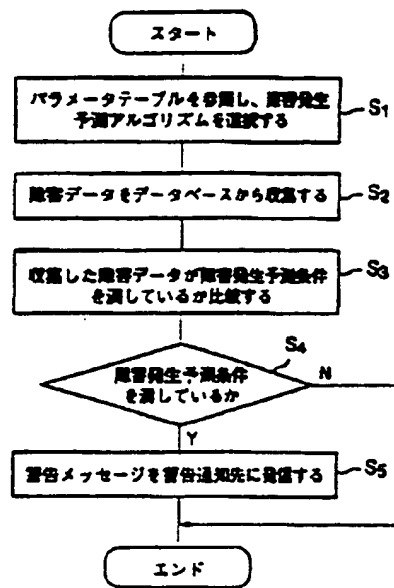 スタート
パラメータテーブルを参照し、障害発生
予測アルゴリズムを選択する
S1
障害データをデータベースから収集する
S2
収集した障害データが障害発生予測条件
を満しているか比較する
S3
S4
障害発生予測条件
を満しているか
N
Y
警告メッセージを警告通知先に発信する
S5
エンド